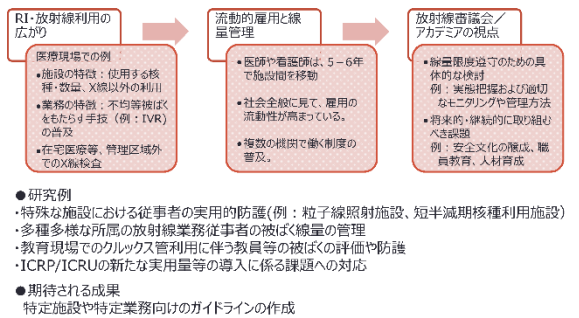 RI・放射線利用の
広がり
医療現場での例
●施設の特徴：使用する核
種・数量、X線以外の利用
●業務の特徴：不均等被ばく
をもたらす手技（例：IVR)
の普及
●在宅医療等、管理区域外
でのX線検査
流動的雇用と線
量管理
●医師や看護師は、5－6年
で施設間を移動
●社会全般に見て、雇用の
流動性が高まっている。
●複数の機関で働く制度の
普及。
放射線審議会／
アカデミアの視点
●線量限度遵守のための具
体的な検討
例：実態把握および適切
なモニタリングや管理方法
●将来的・継続的に取り組む
べき課題
例：安全文化の醸成、職
員教育、人材育成
●研究例
・特殊な施設における従事者の実用的防護(例：粒子線照射施設、短半減期核種利用施設）
・多種多様な所属の放射線業務従事者の被ばく線量の管理
・教育現場でのクルックス管利用に伴う教員等の被ばくの評価や防護
・ICRP/ICRUの新たな実用量等の導入に係る課題への対応
●期待される成果
特定施設や特定業務向けのガイドラインの作成